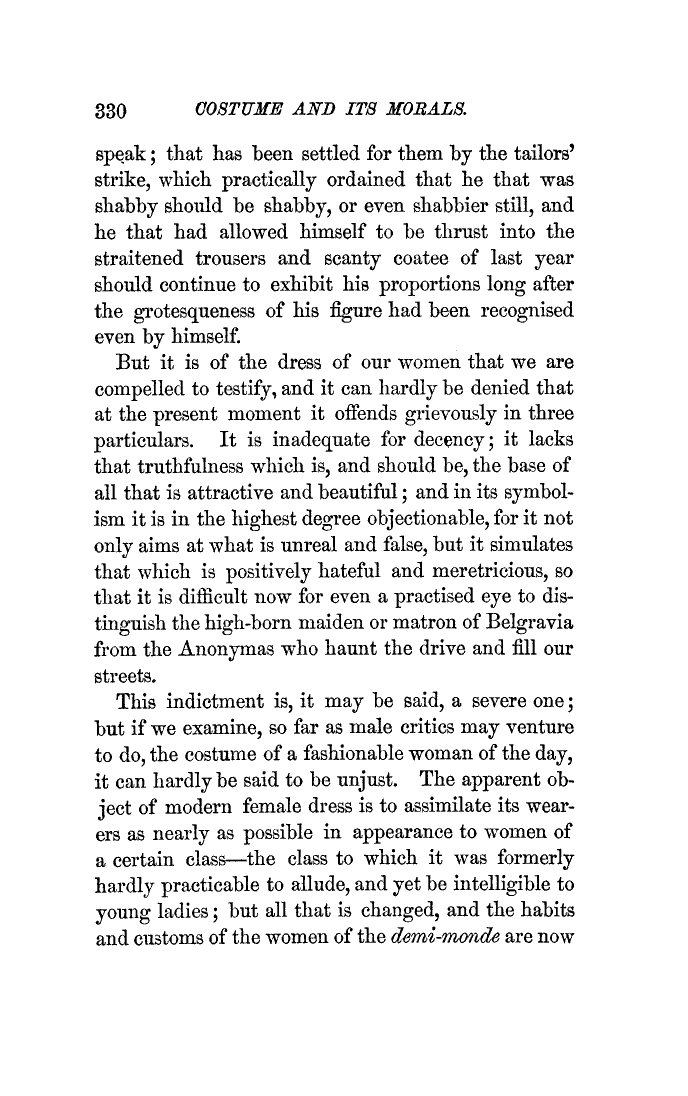 330 COSTUME AND ITS MORALS.
speak; that has been settled for them by the tailors'
strike, which practically ordained that he that was
shabby should be shabby, or even shabbier still, and
he that had allowed himself to be thrust into the
straitened trousers and scanty coatee of last year
should continue to exhibit his proportions long after
the grotesqueness of his figure had been recognised
even by himself.
But it is of the dress of our women that we are
compelled to testify, and it can hardly be denied that
at the present moment it offends grievously in three
particulars. It is inadequate for decency; it lacks
that truthfulness which is, and should be, the base of
all that is attractive and beautiful; and in its symbol-
ism it is in the highest degree objectionable, for it not
only aims at what is unreal and false, but it simulates
that which is positively hateful and meretricious, so
that it is difficult now for even a practised eye to dis-
tinguish the high-born maiden or matron of Belgravia
from the Anonymas who haunt the drive and fill our
streets.
This indictment is, it may be said, a severe one;
but if we examine, so far as male critics may venture
to do, the costume of a fashionable woman of the day,
it can hardly be said to be unjust. The apparent ob-
ject of modern female dress is to assimilate its wear-
ers as nearly as possible in appearance to women of
a certain class—the class to which it was formerly
hardly practicable to allude, and yet be intelligible to
young ladies; but all that is changed, and the habits
and customs of the women of the demi-monde are now